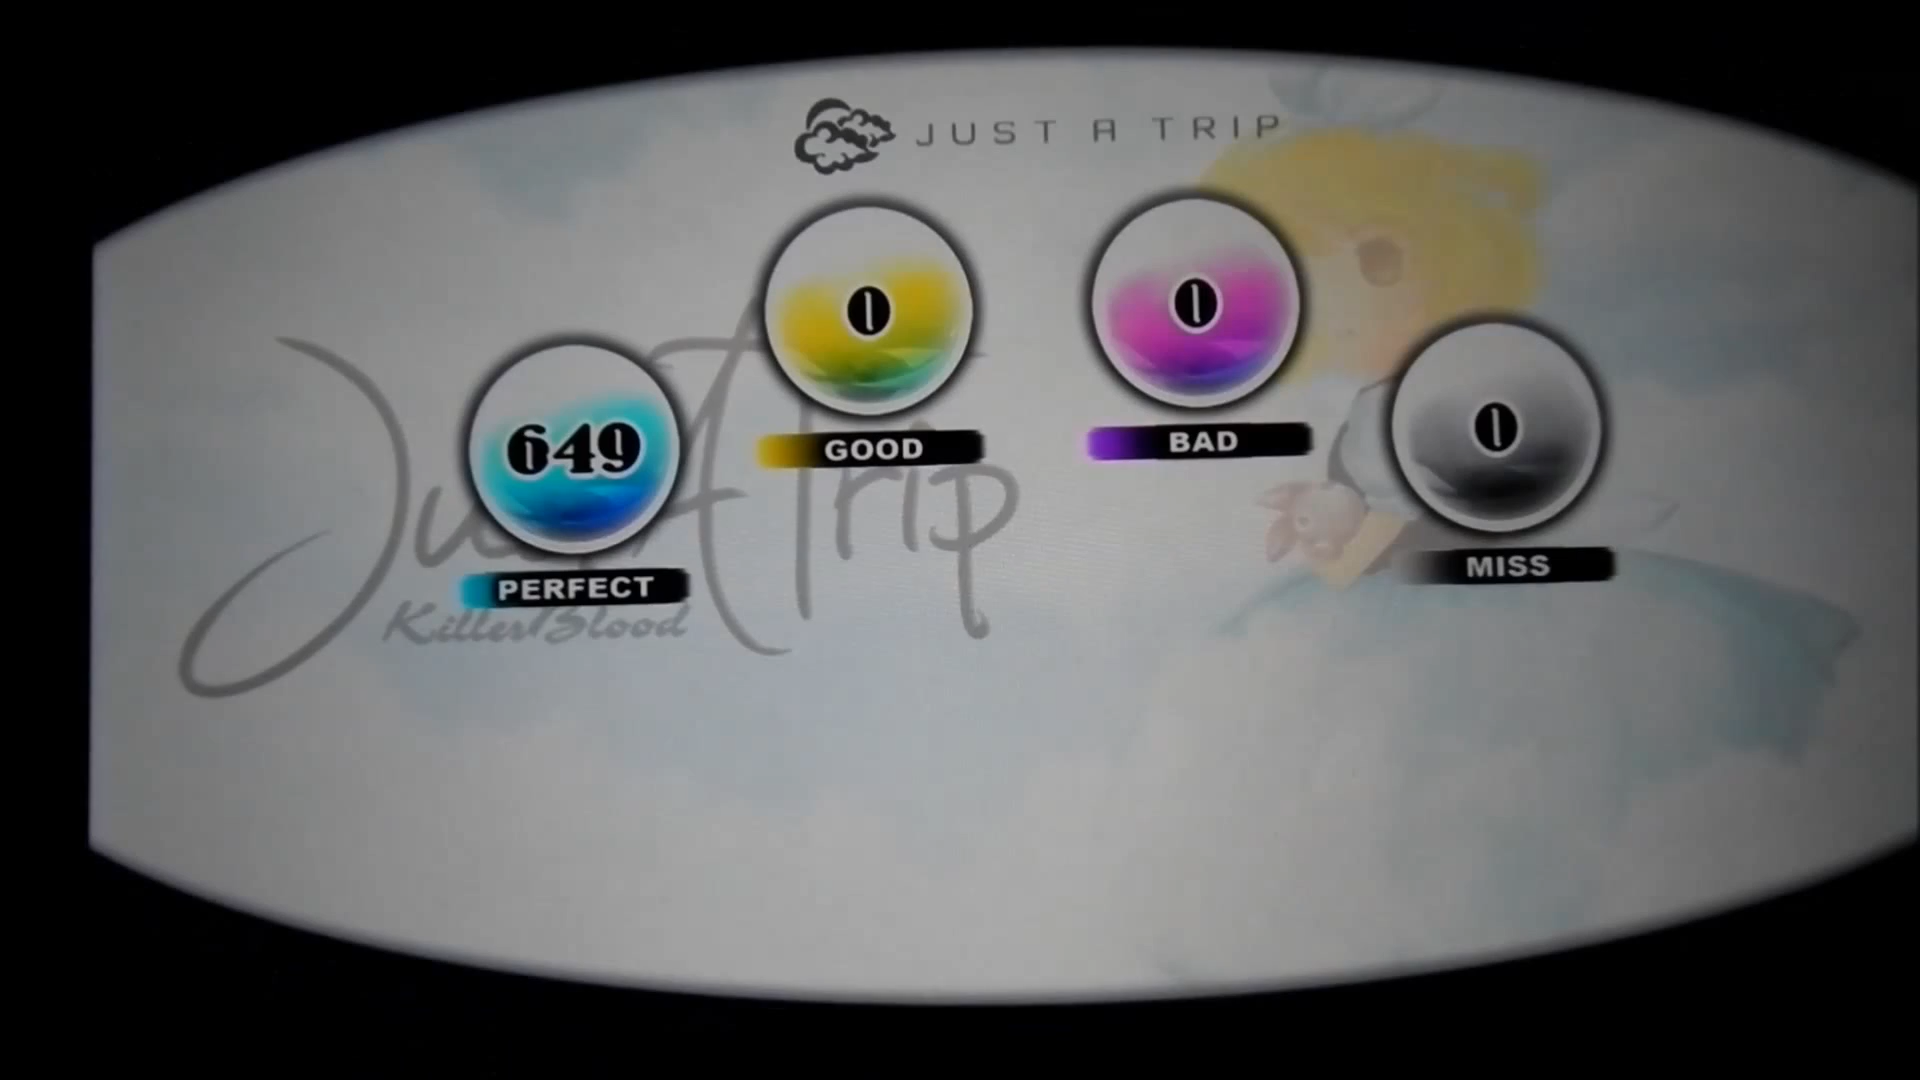 JUST A TRIP
0
0
649
0
GOOD
BAD
Just A Trip
MISS
PERFECT
KillerBlood